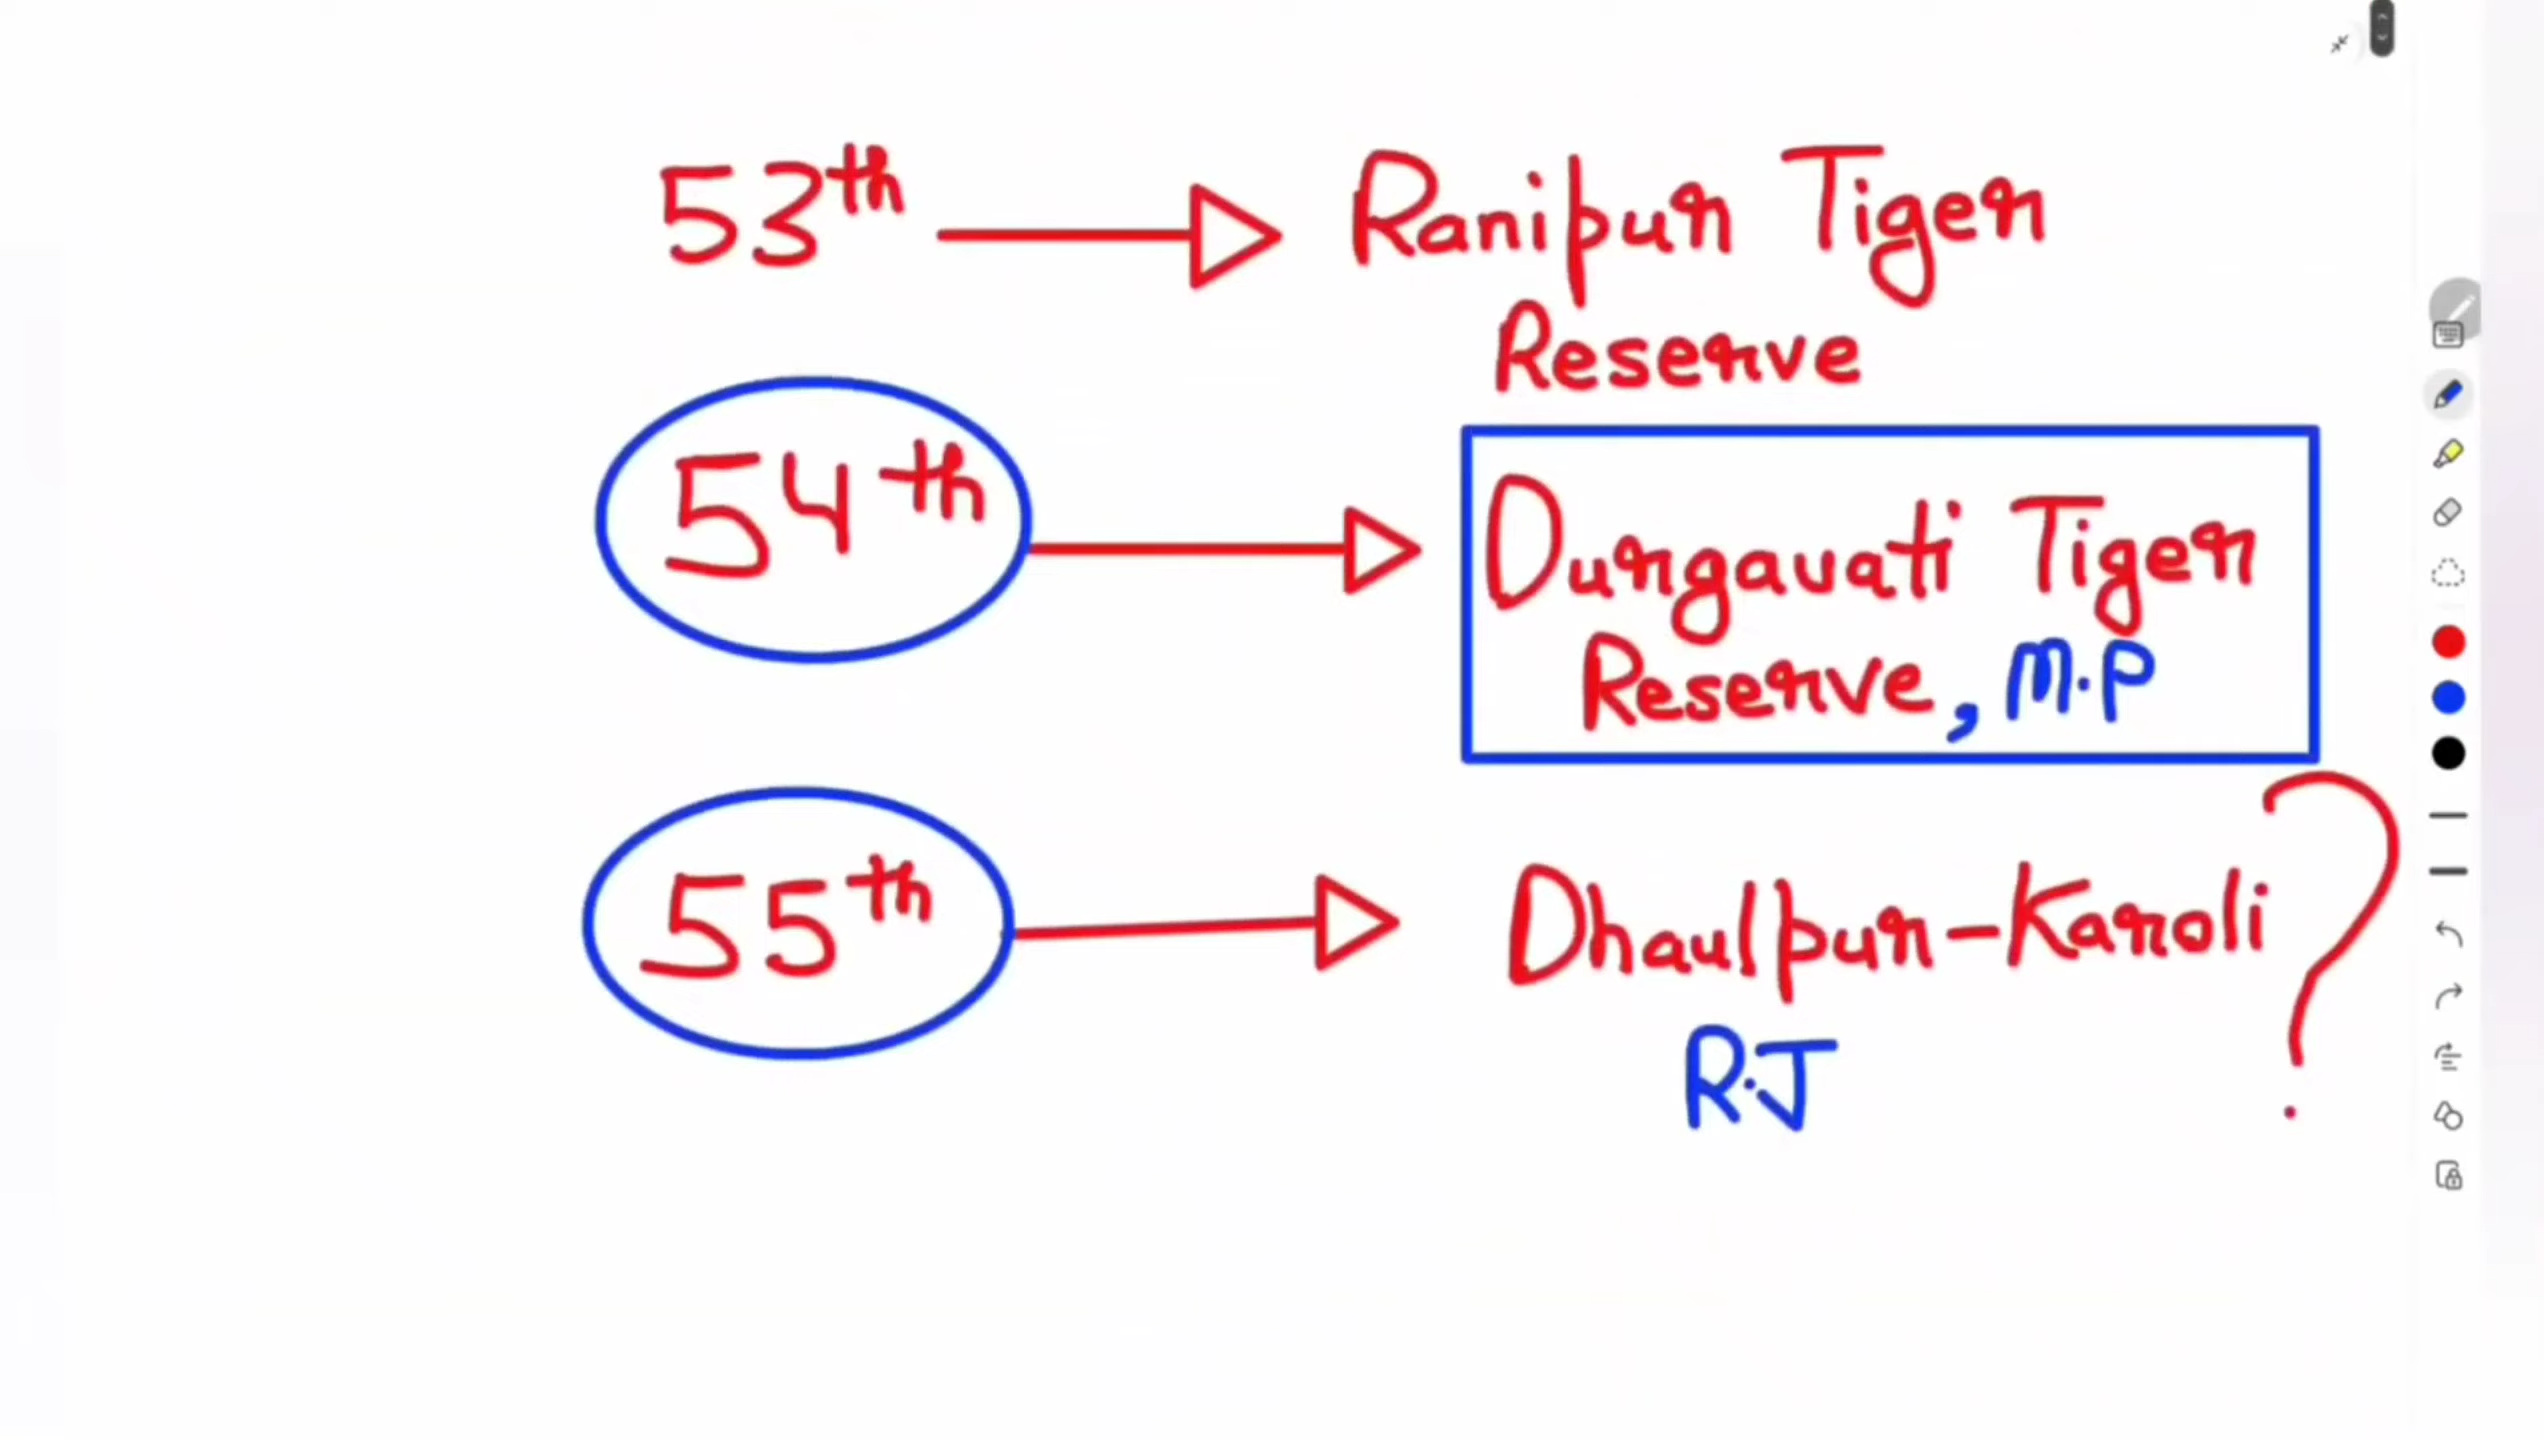 53th Ranipur Tiger
Reserve
54th Durgavati Tiger
Reserve, M.P
55th Dhaulpur-Karoli ?
R.J